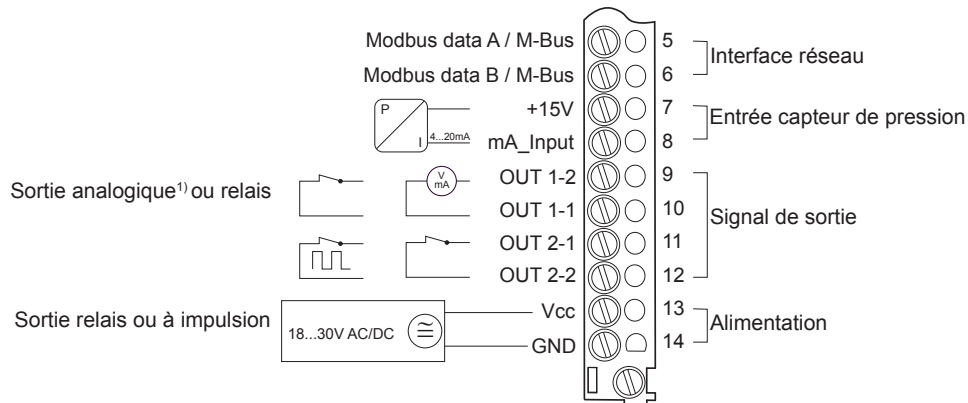 Modbus data A / M-Bus 5
Interface réseau
Modbus data B / M-Bus 6
P
I
+15V 7
Entrée capteur de pression
4...20mA
mA_Input 8
Sortie analogique1) ou relais
V
mA
OUT 1-2 9
OUT 1-1 10
Signal de sortie
OUT 2-1 11
OUT 2-2 12
Sortie relais ou à impulsion
18...30V AC/DC
Vcc 13
Alimentation
GND 14